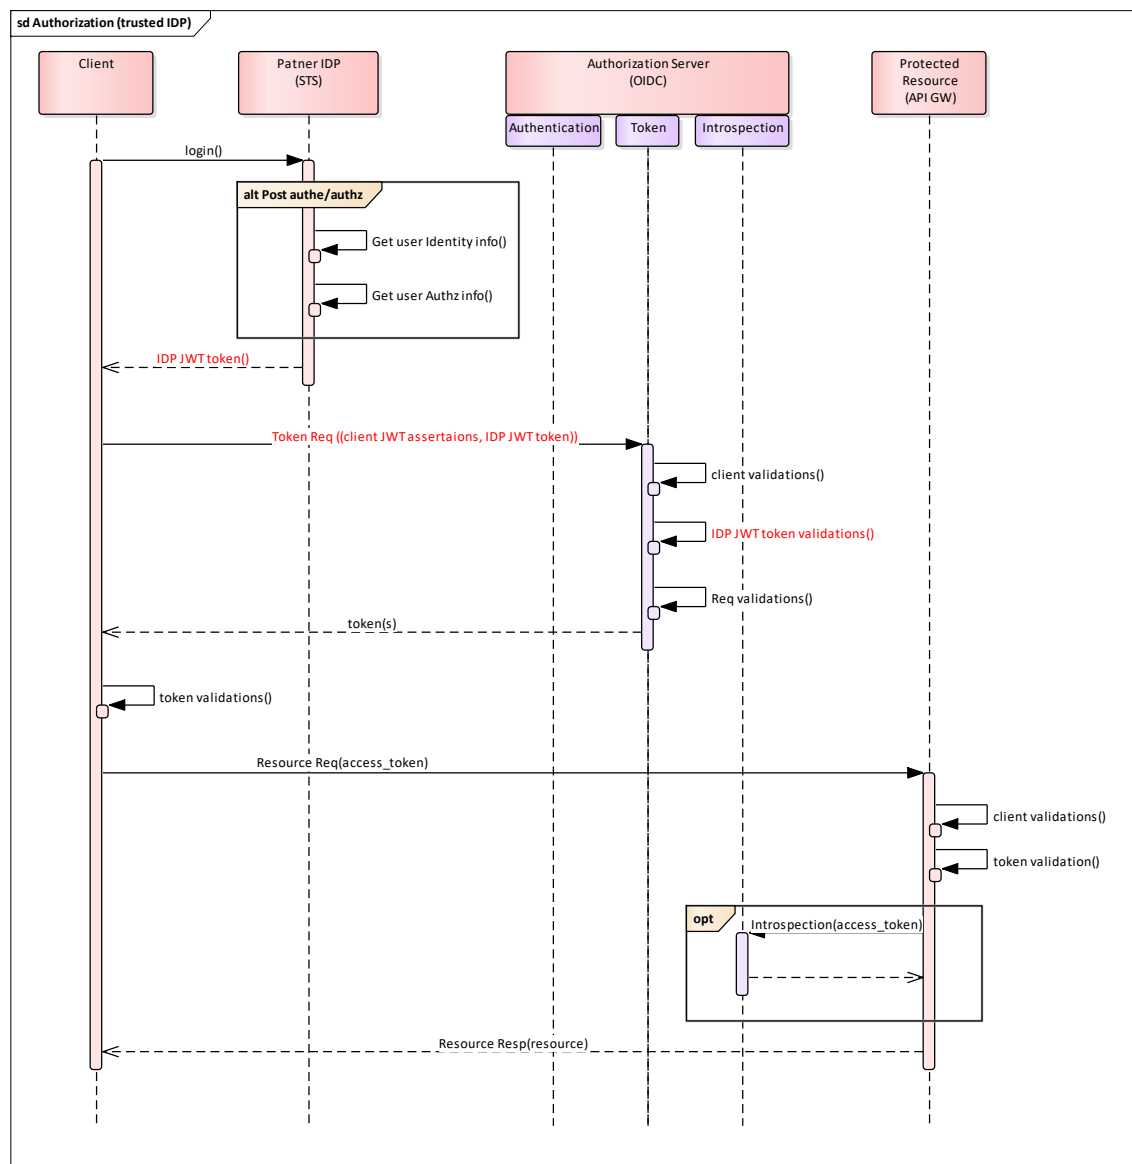 sd Authorization (trusted IDP)
Client
Patner IDP
(STS)
Authorization Server
(OIDC)
Protected
Resource
(API GW)
Authentication
Token
Introspection
login()
alt Post authe/authz
Get user Identity info()
Get user Authz info()
IDP JWT token()
Token Req ((client JWT assertaions, IDP JWT token))
client validations()
IDP JWT token validations()
Req validations()
token(s)
token validations()
Resource Req(access_token)
client validations()
token validation()
opt
Introspection(access_token)
Resource Resp(resource)